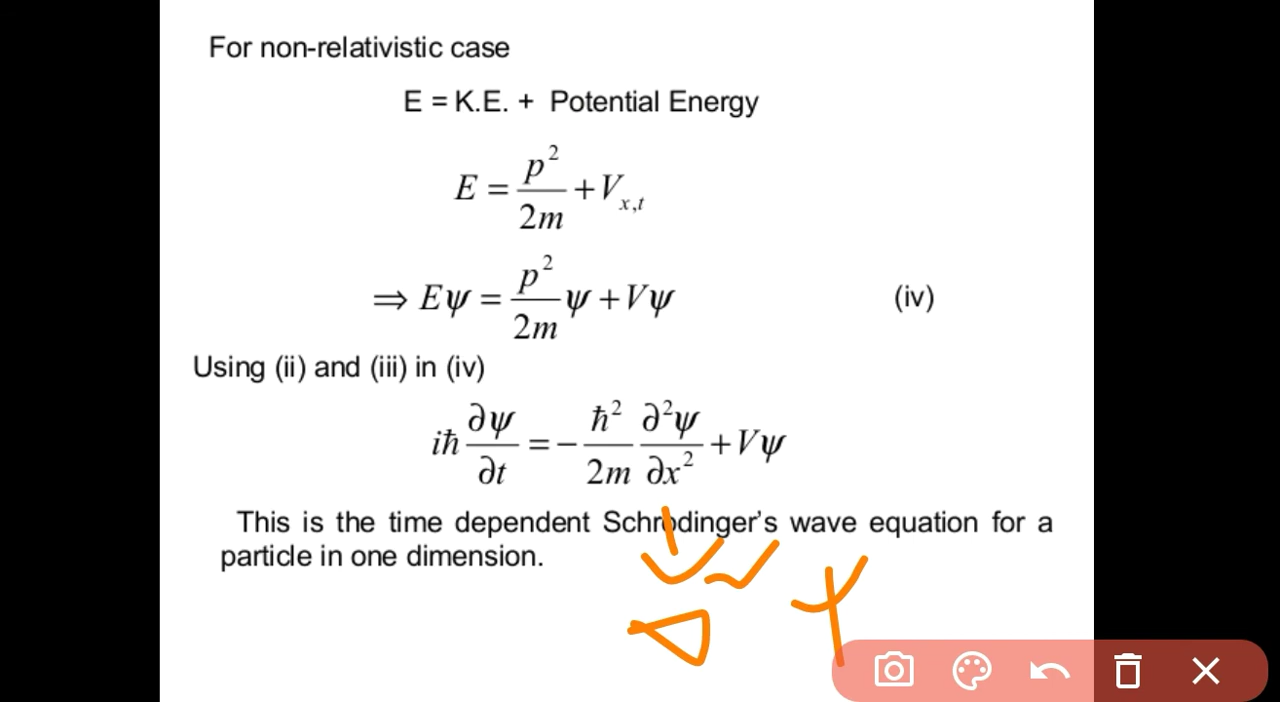 For non-relativistic case
E = K.E. + Potential Energy
E = p²/2m + V x,t
⇒ Eψ = p²/2m ψ + Vψ (iv)
Using (ii) and (iii) in (iv)
iħ ∂ψ/∂t = − ħ²/2m ∂²ψ/∂x² + Vψ
This is the time dependent Schrodinger's wave equation for a
particle in one dimension.